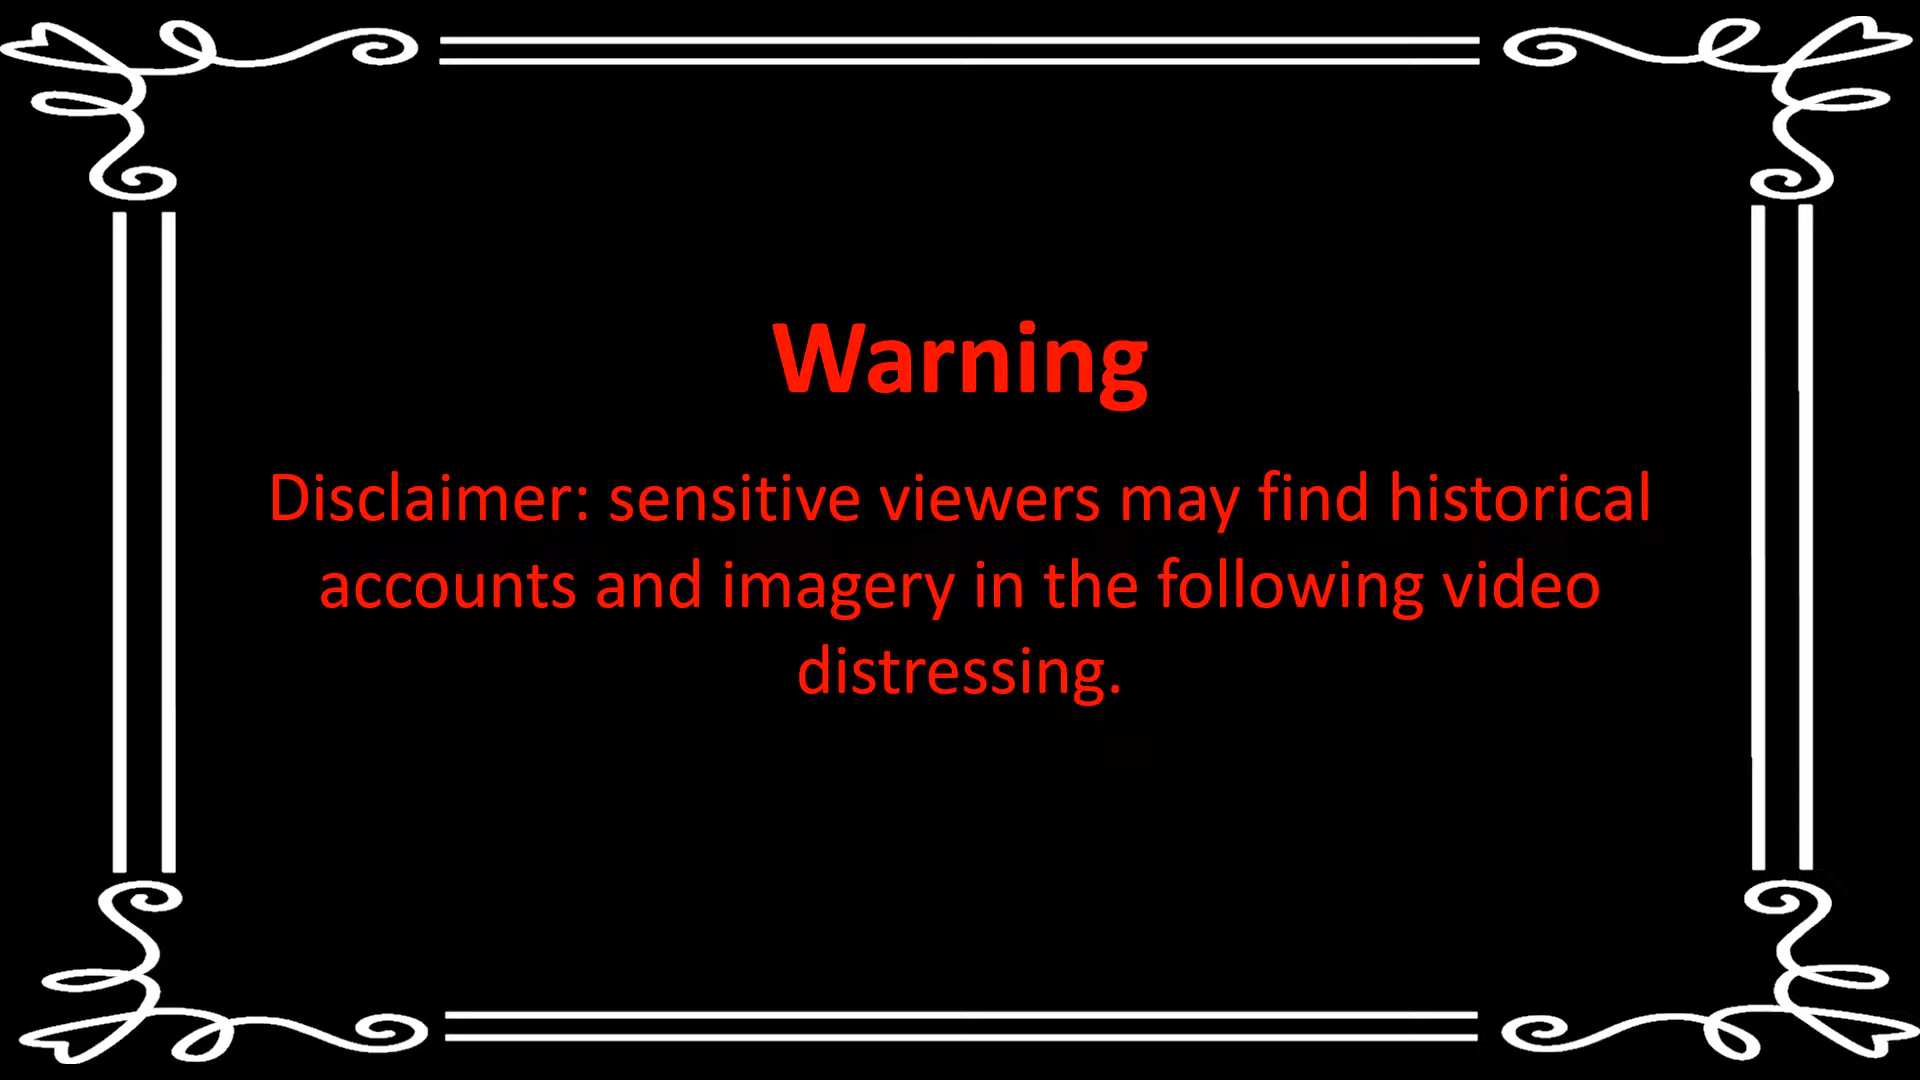 Warning
Disclaimer: sensitive viewers may find historical
accounts and imagery in the following video
distressing.